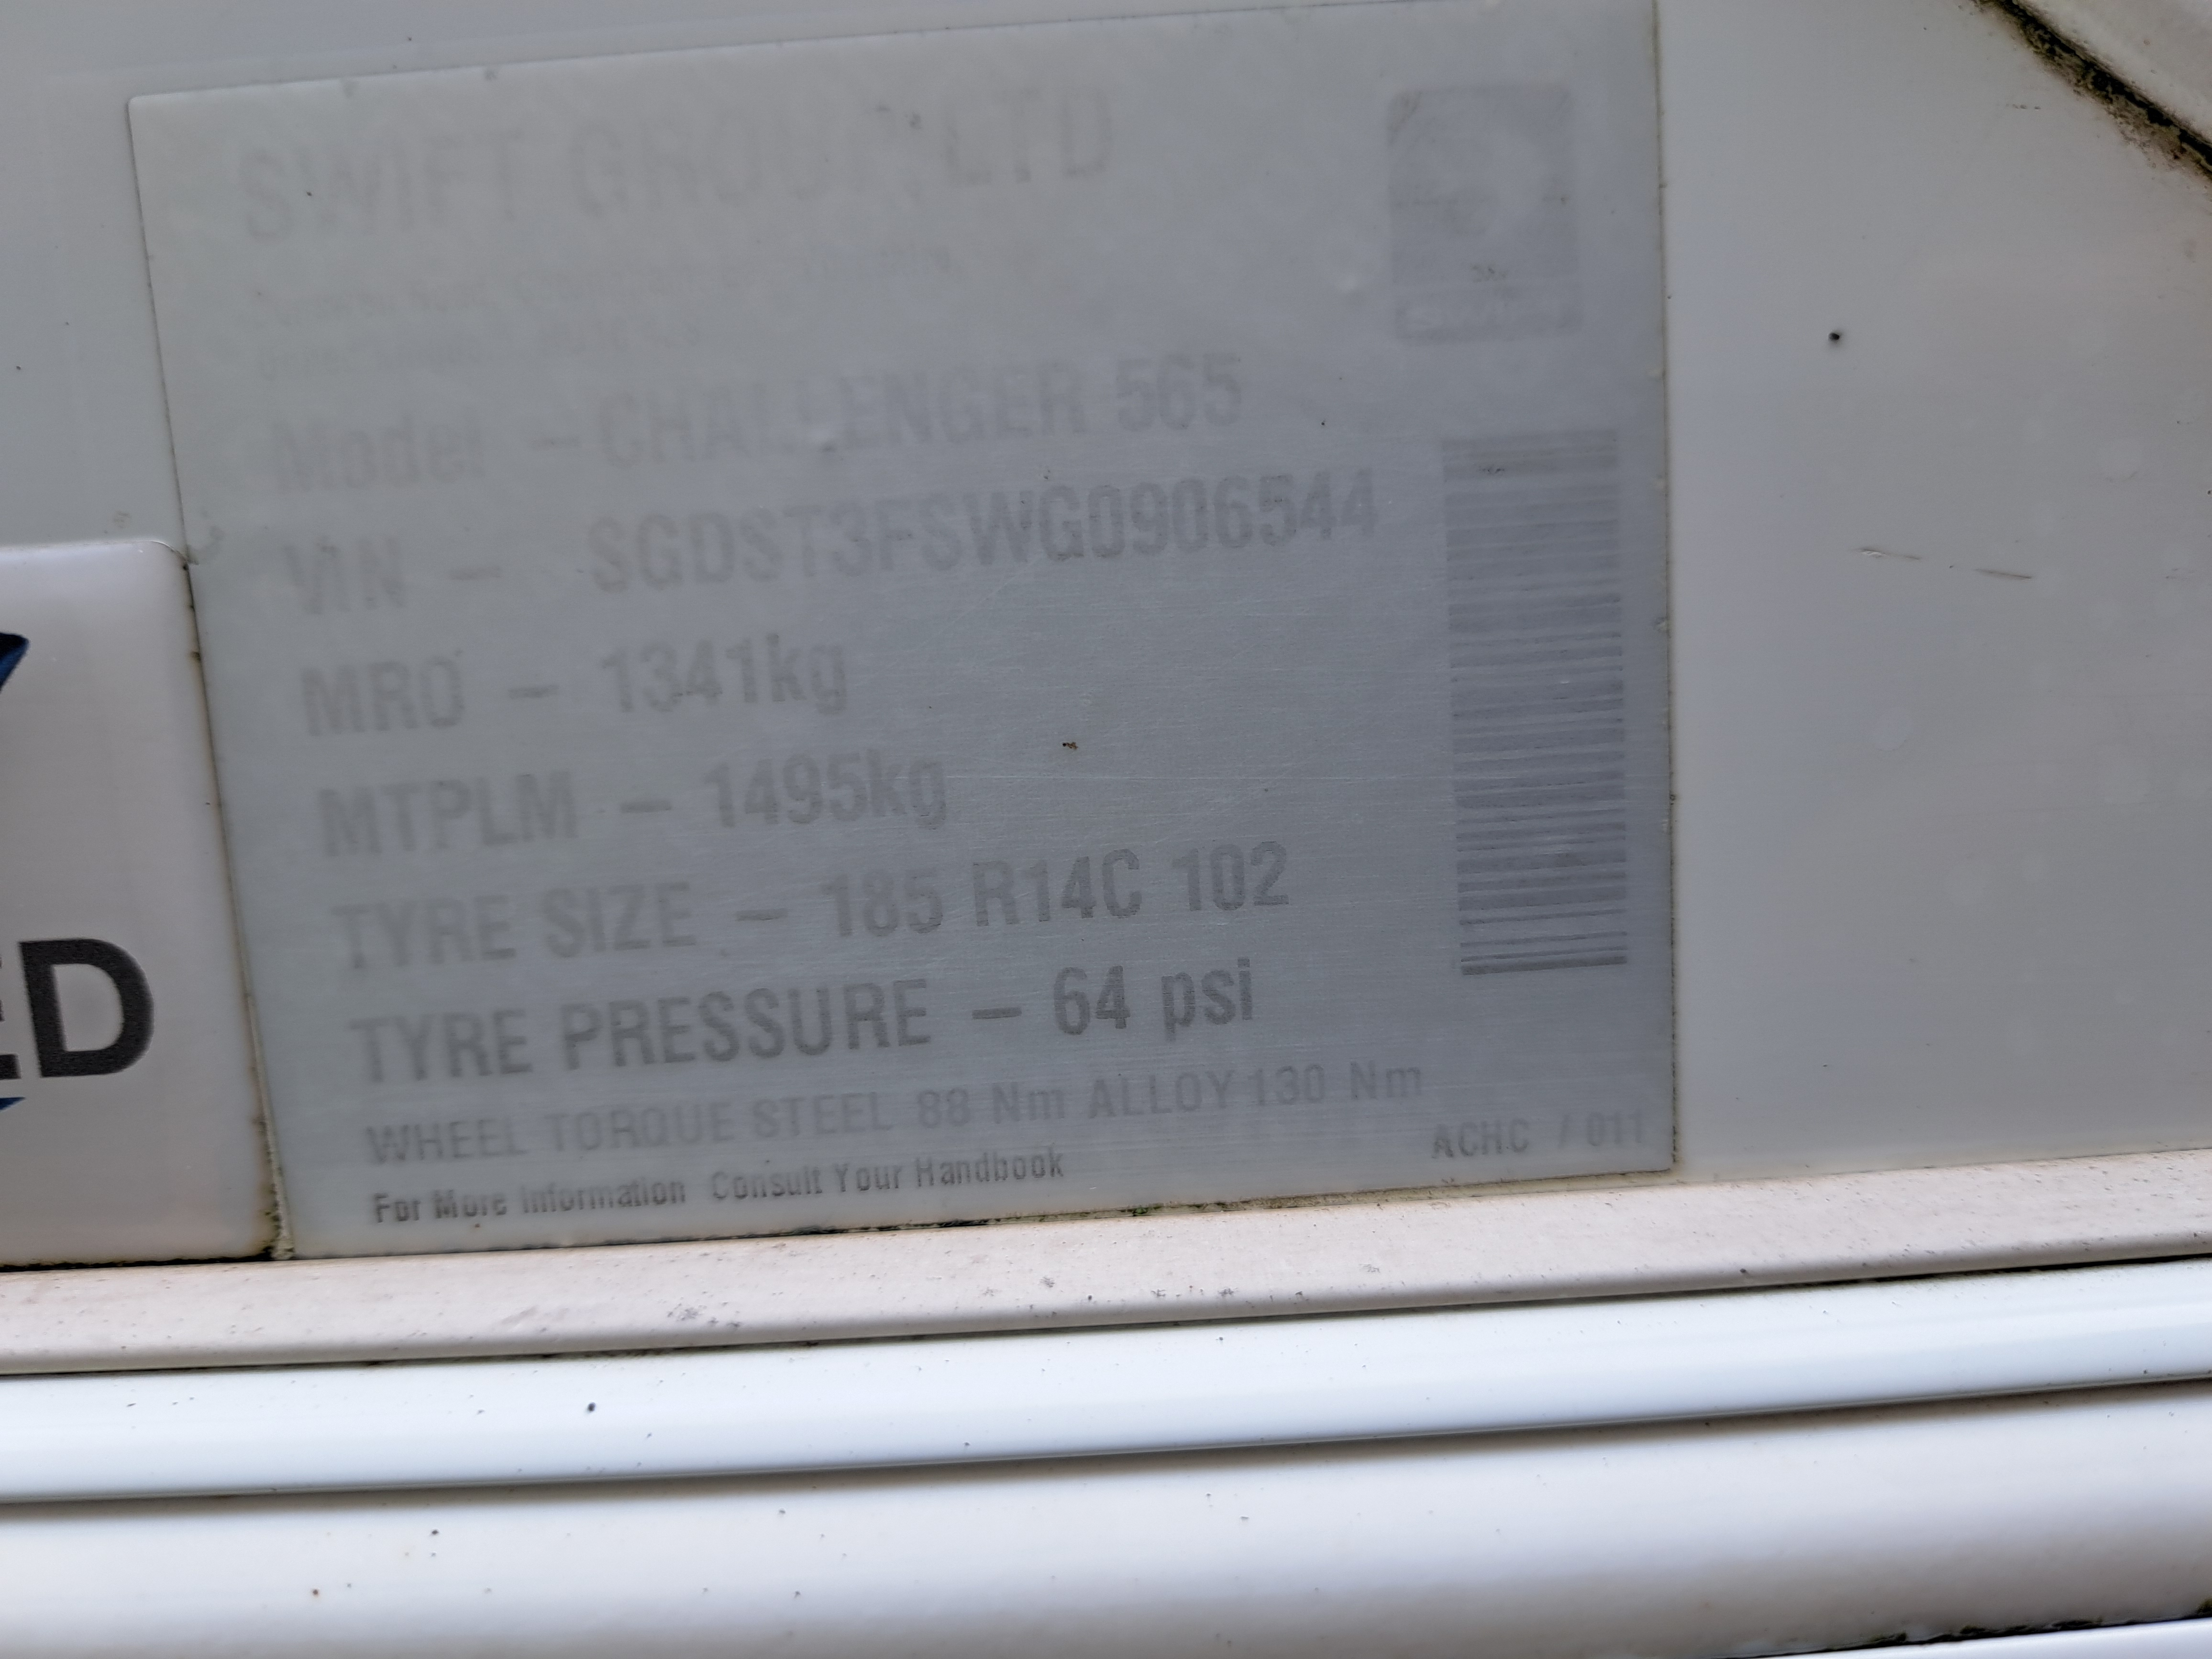 SWIFT GROUP LTD
Model - CHALLENGER 565
VIN - SGDST3FSWG0906544
MRO - 1341kg
MTPLM - 1495kg
TYRE SIZE - 185 R14C 102
TYRE PRESSURE - 64 psi
WHEEL TORQUE STEEL 88 Nm ALLOY 130 Nm
ACHC / 011
For More Information Consult Your Handbook
ED